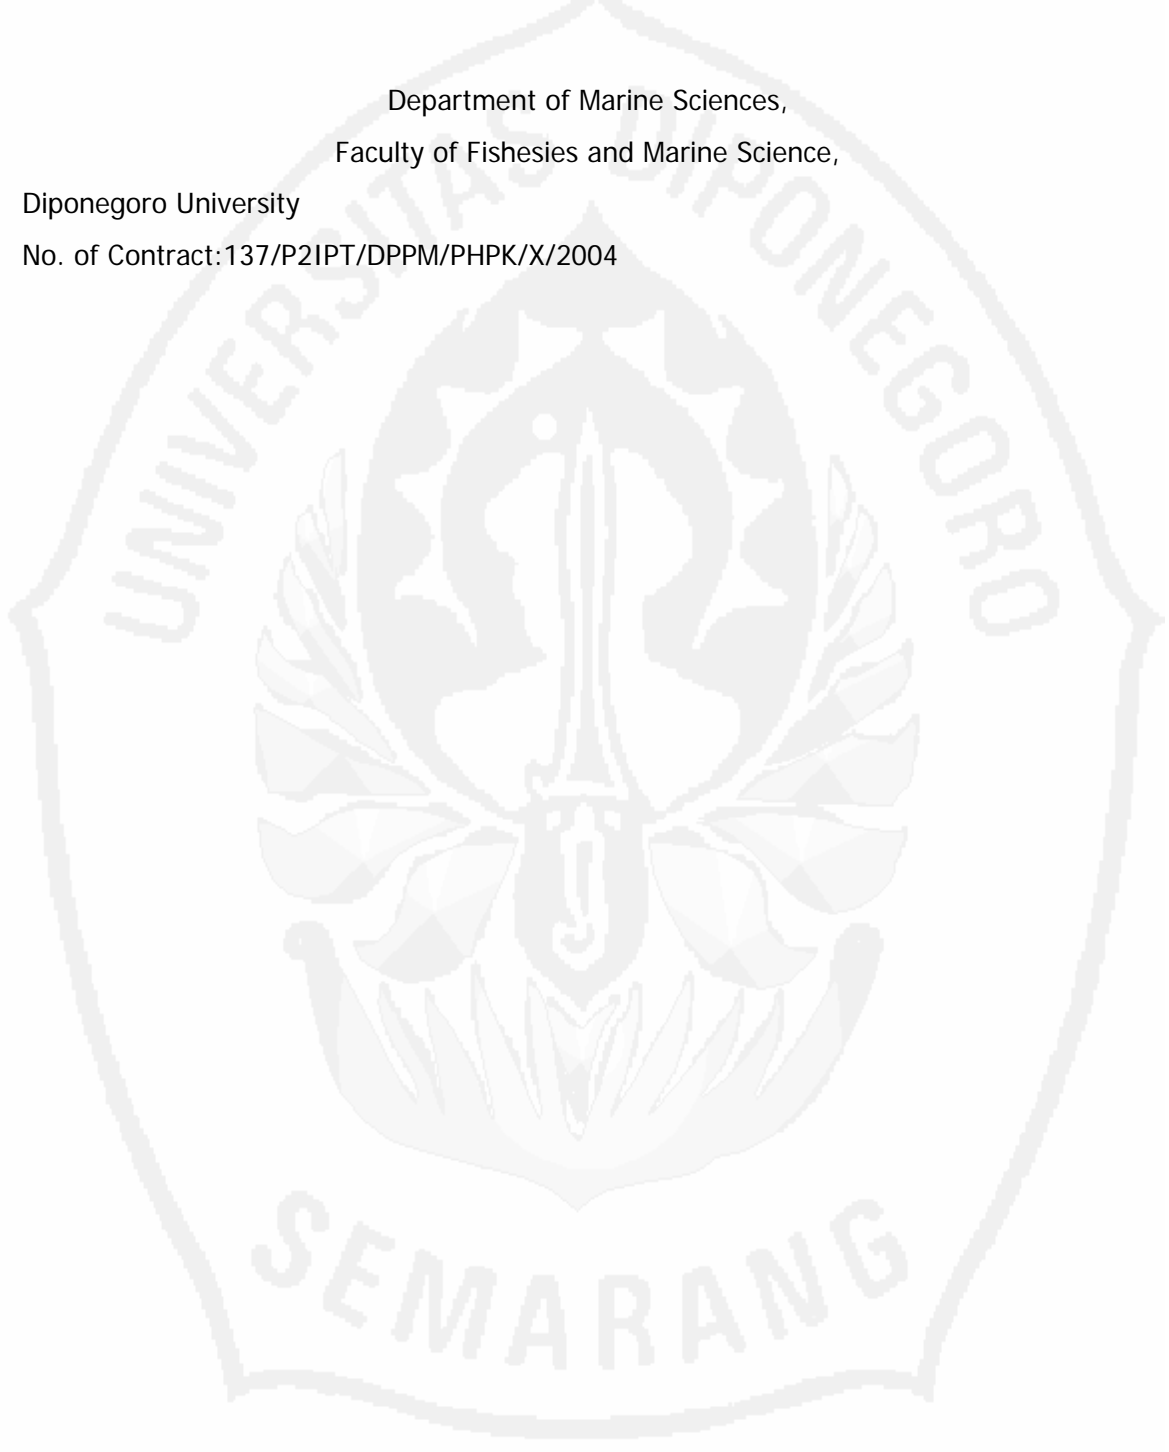 Department of Marine Sciences,
Faculty of Fishesies and Marine Science,
Diponegoro University
No. of Contract:137/P2IPT/DPPM/PHPK/X/2004
UNIVERSITAS DIPONEGORO
SEMARANG